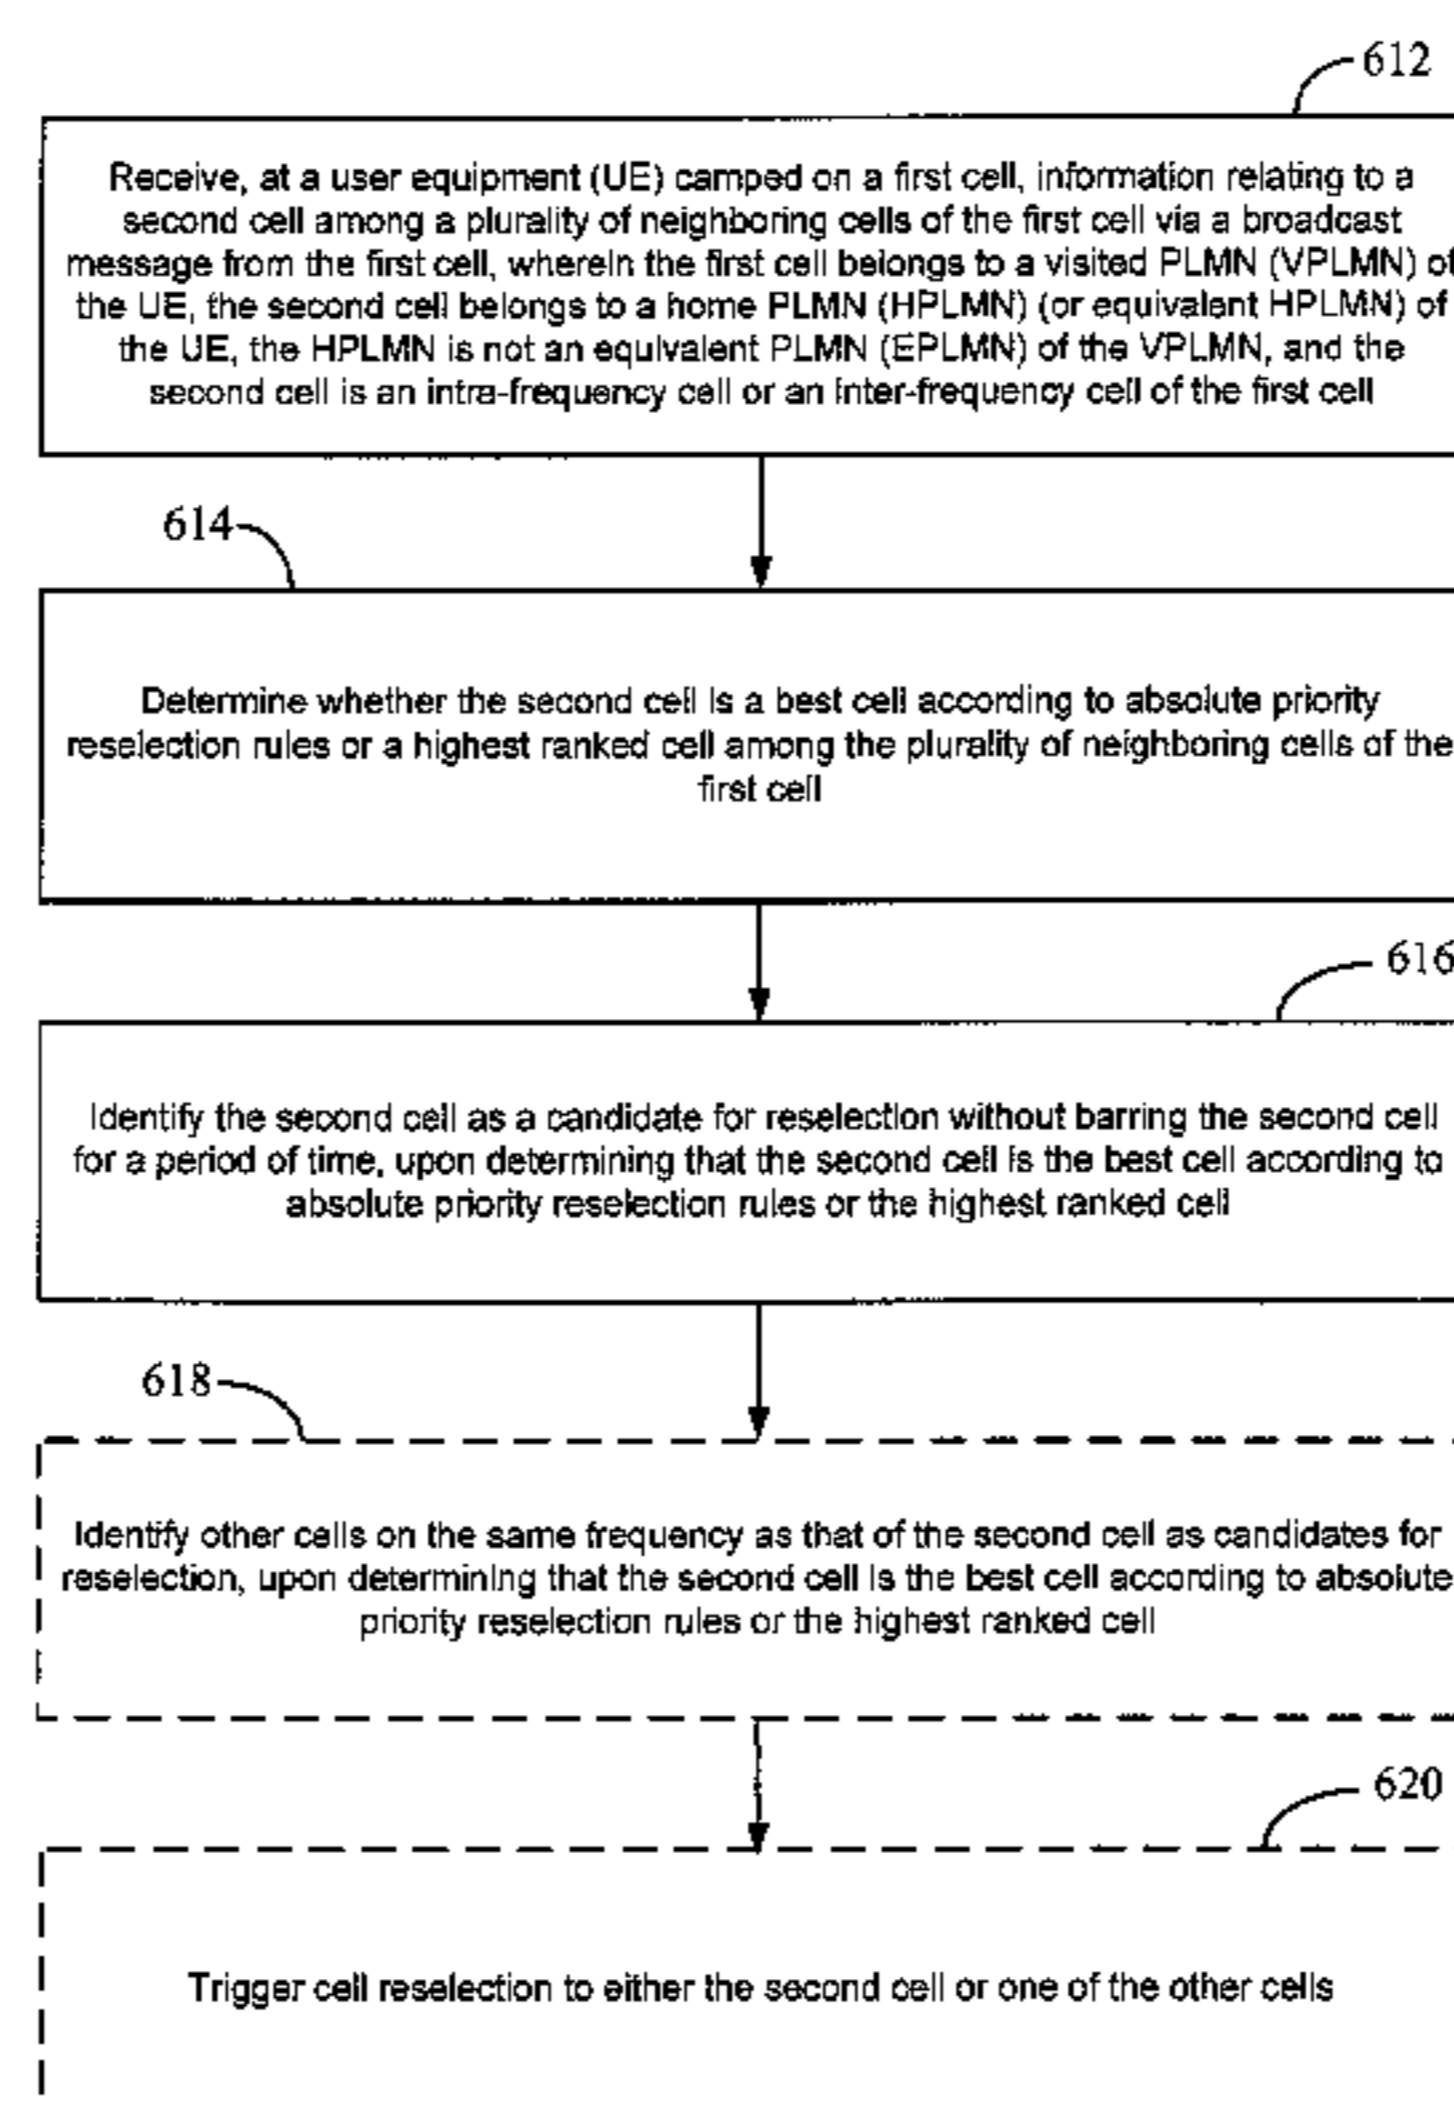 612
Receive, at a user equipment (UE) camped on a first cell, information relating to a
second cell among a plurality of neighboring cells of the first cell via a broadcast
message from the first cell, wherein the first cell belongs to a visited PLMN (VPLMN) of
the UE, the second cell belongs to a home PLMN (HPLMN) (or equivalent HPLMN) of
the UE, the HPLMN is not an equivalent PLMN (EPLMN) of the VPLMN, and the
second cell is an intra-frequency cell or an inter-frequency cell of the first cell
614
Determine whether the second cell is a best cell according to absolute priority
reselection rules or a highest ranked cell among the plurality of neighboring cells of the
first cell
616
Identify the second cell as a candidate for reselection without barring the second cell
for a period of time, upon determining that the second cell is the best cell according to
absolute priority reselection rules or the highest ranked cell
618
Identify other cells on the same frequency as that of the second cell as candidates for
reselection, upon determining that the second cell is the best cell according to absolute
priority reselection rules or the highest ranked cell
620
Trigger cell reselection to either the second cell or one of the other cells